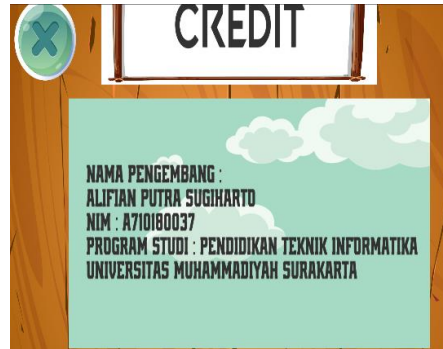 CREDIT
NAMA PENGEMBANG :
ALIFIAN PUTRA SUGIHARTO
NIM : A710180037
PROGRAM STUDI : PENDIDIKAN TEKNIK INFORMATIKA
UNIVERSITAS MUHAMMADIYAH SURAKARTA